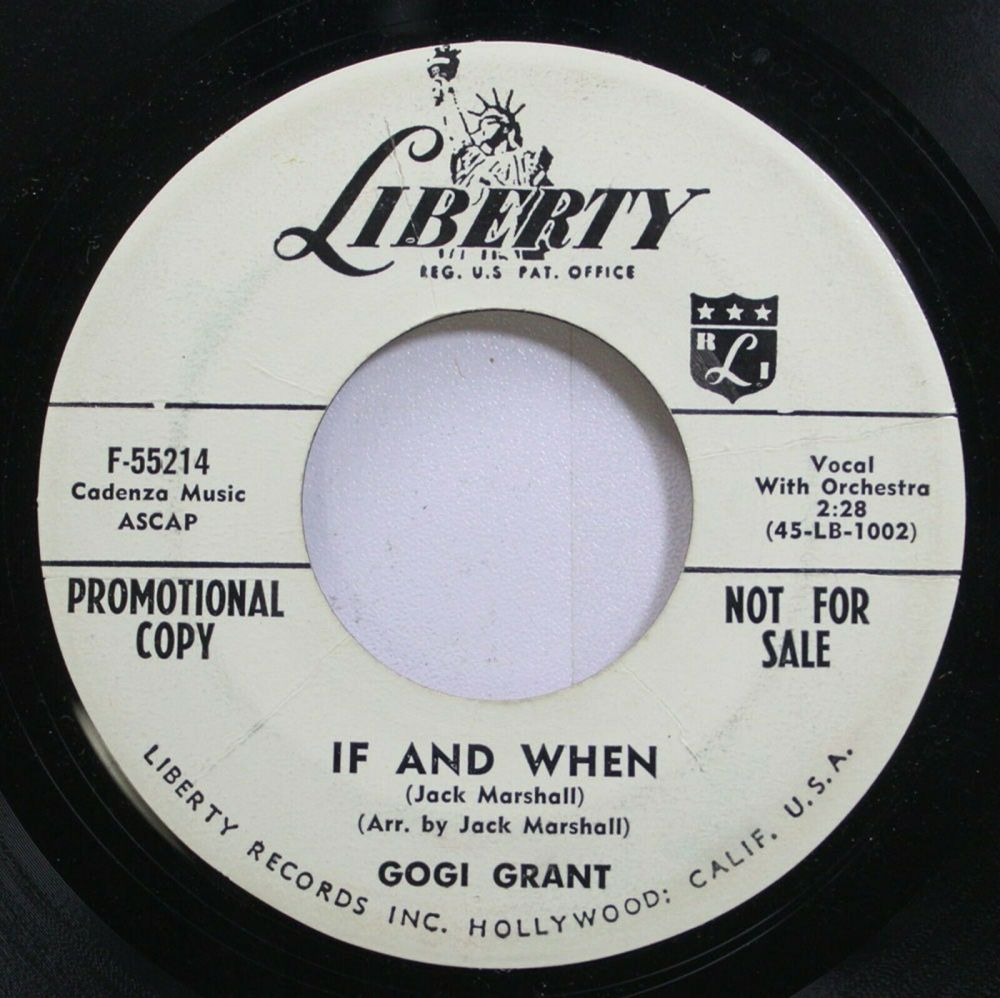 LIBERTY
REG. U.S PAT. OFFICE
R L I
F-55214
Cadenza Music
ASCAP
Vocal
With Orchestra
2:28
(45-LB-1002)
PROMOTIONAL
COPY
NOT FOR
SALE
IF AND WHEN
(Jack Marshall)
(Arr. by Jack Marshall)
GOGI GRANT
LIBERTY RECORDS INC. HOLLYWOOD; CALIF. U.S.A.